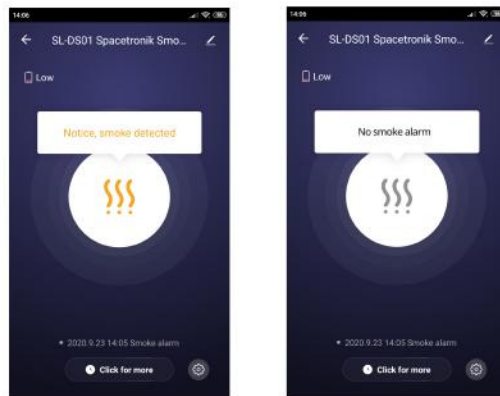 14:06
SL-DS01 Spacetronik Smo...
Low
Notice, smoke detected
2020.9.23 14:05 Smoke alarm
Click for more
14:06
SL-DS01 Spacetronik Smo...
Low
No smoke alarm
2020.9.23 14:05 Smoke alarm
Click for more